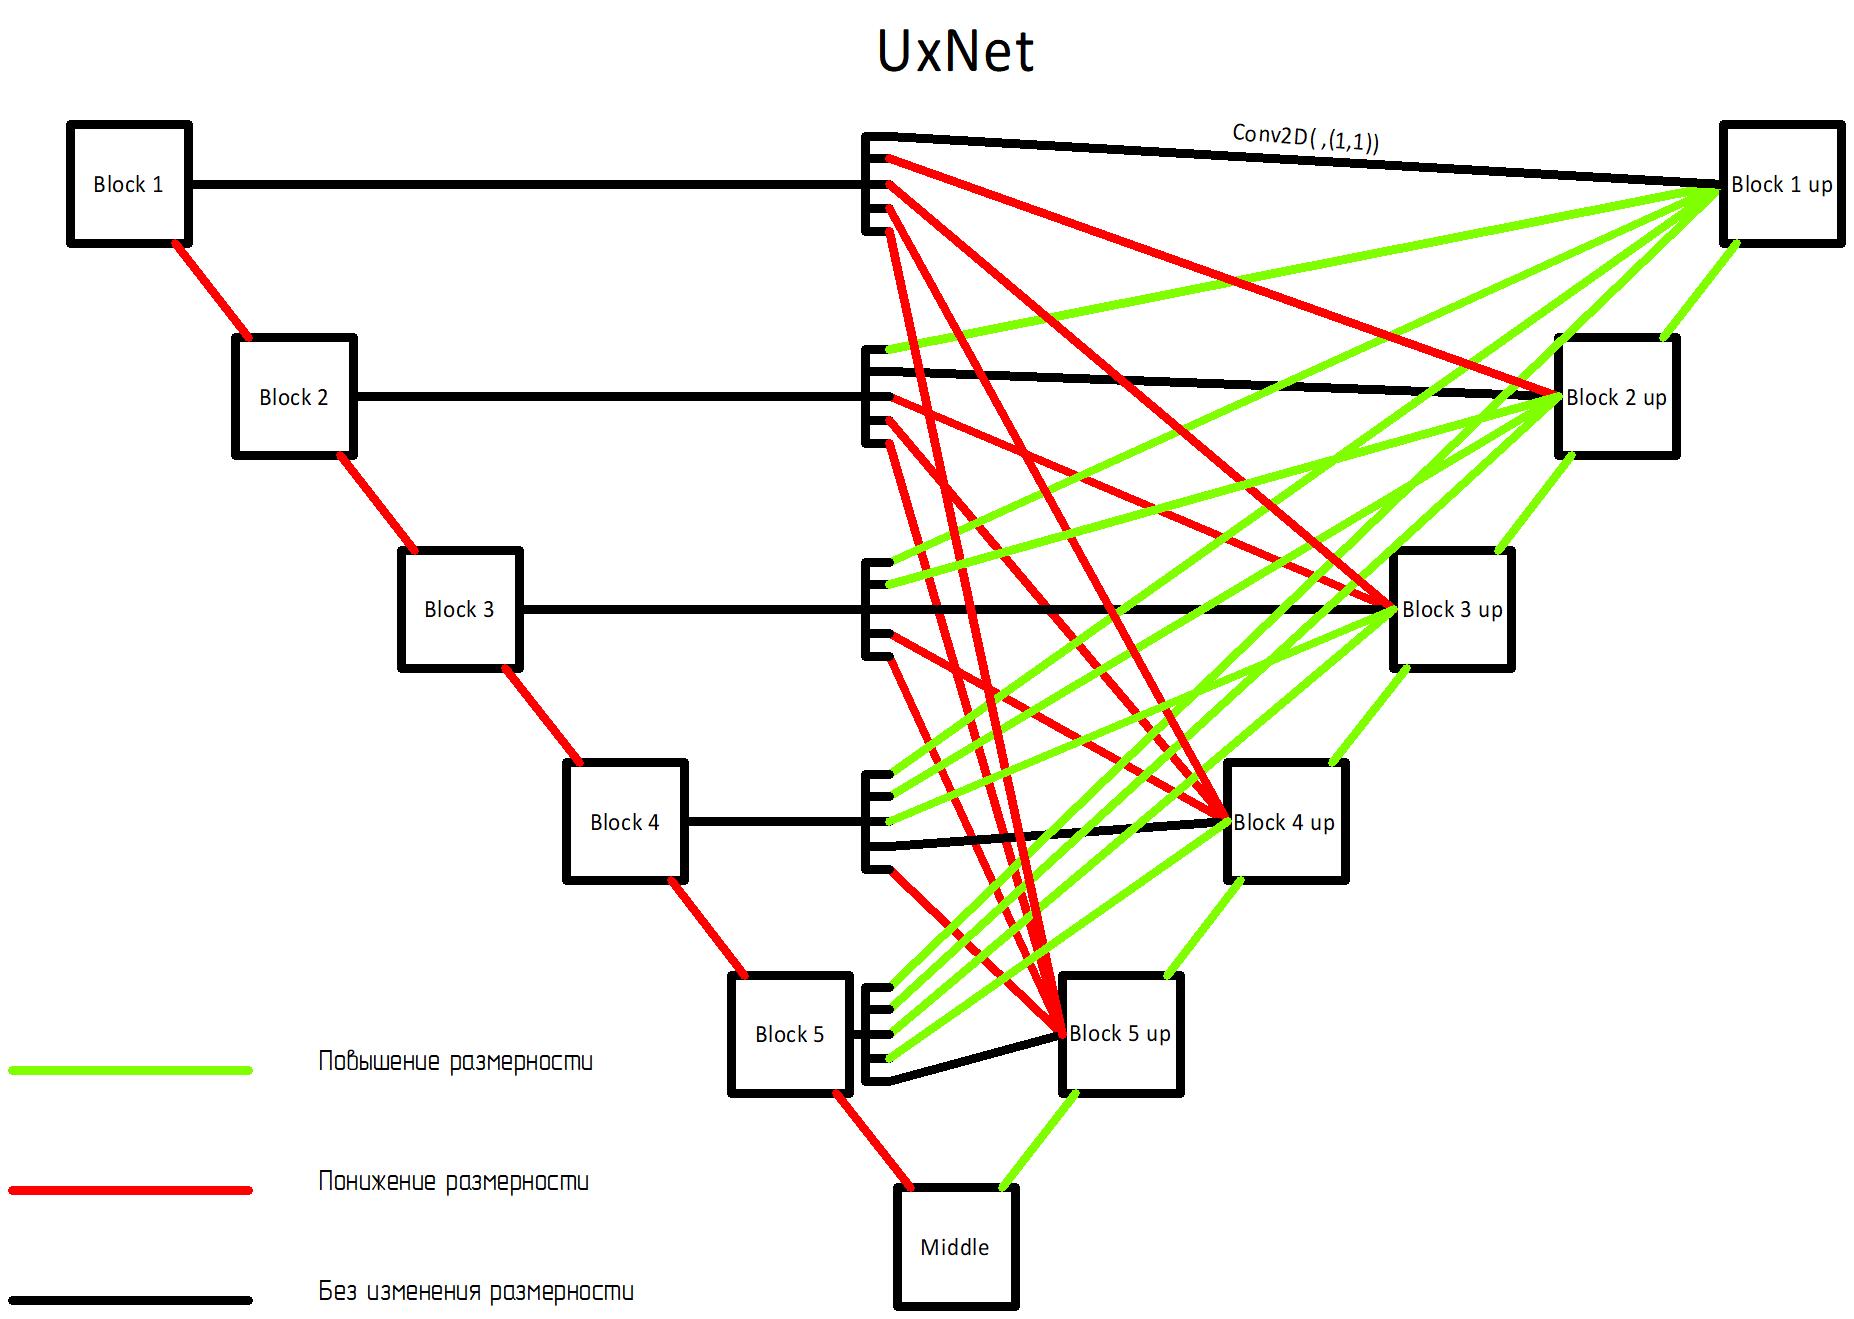 UxNet
Conv2D( ,(1,1))
Block 1
Block 1 up
Block 2
Block 2 up
Block 3
Block 3 up
Block 4
Block 4 up
Block 5
Block 5 up
Повышение размерности
Понижение размерности
Middle
Без изменения размерности